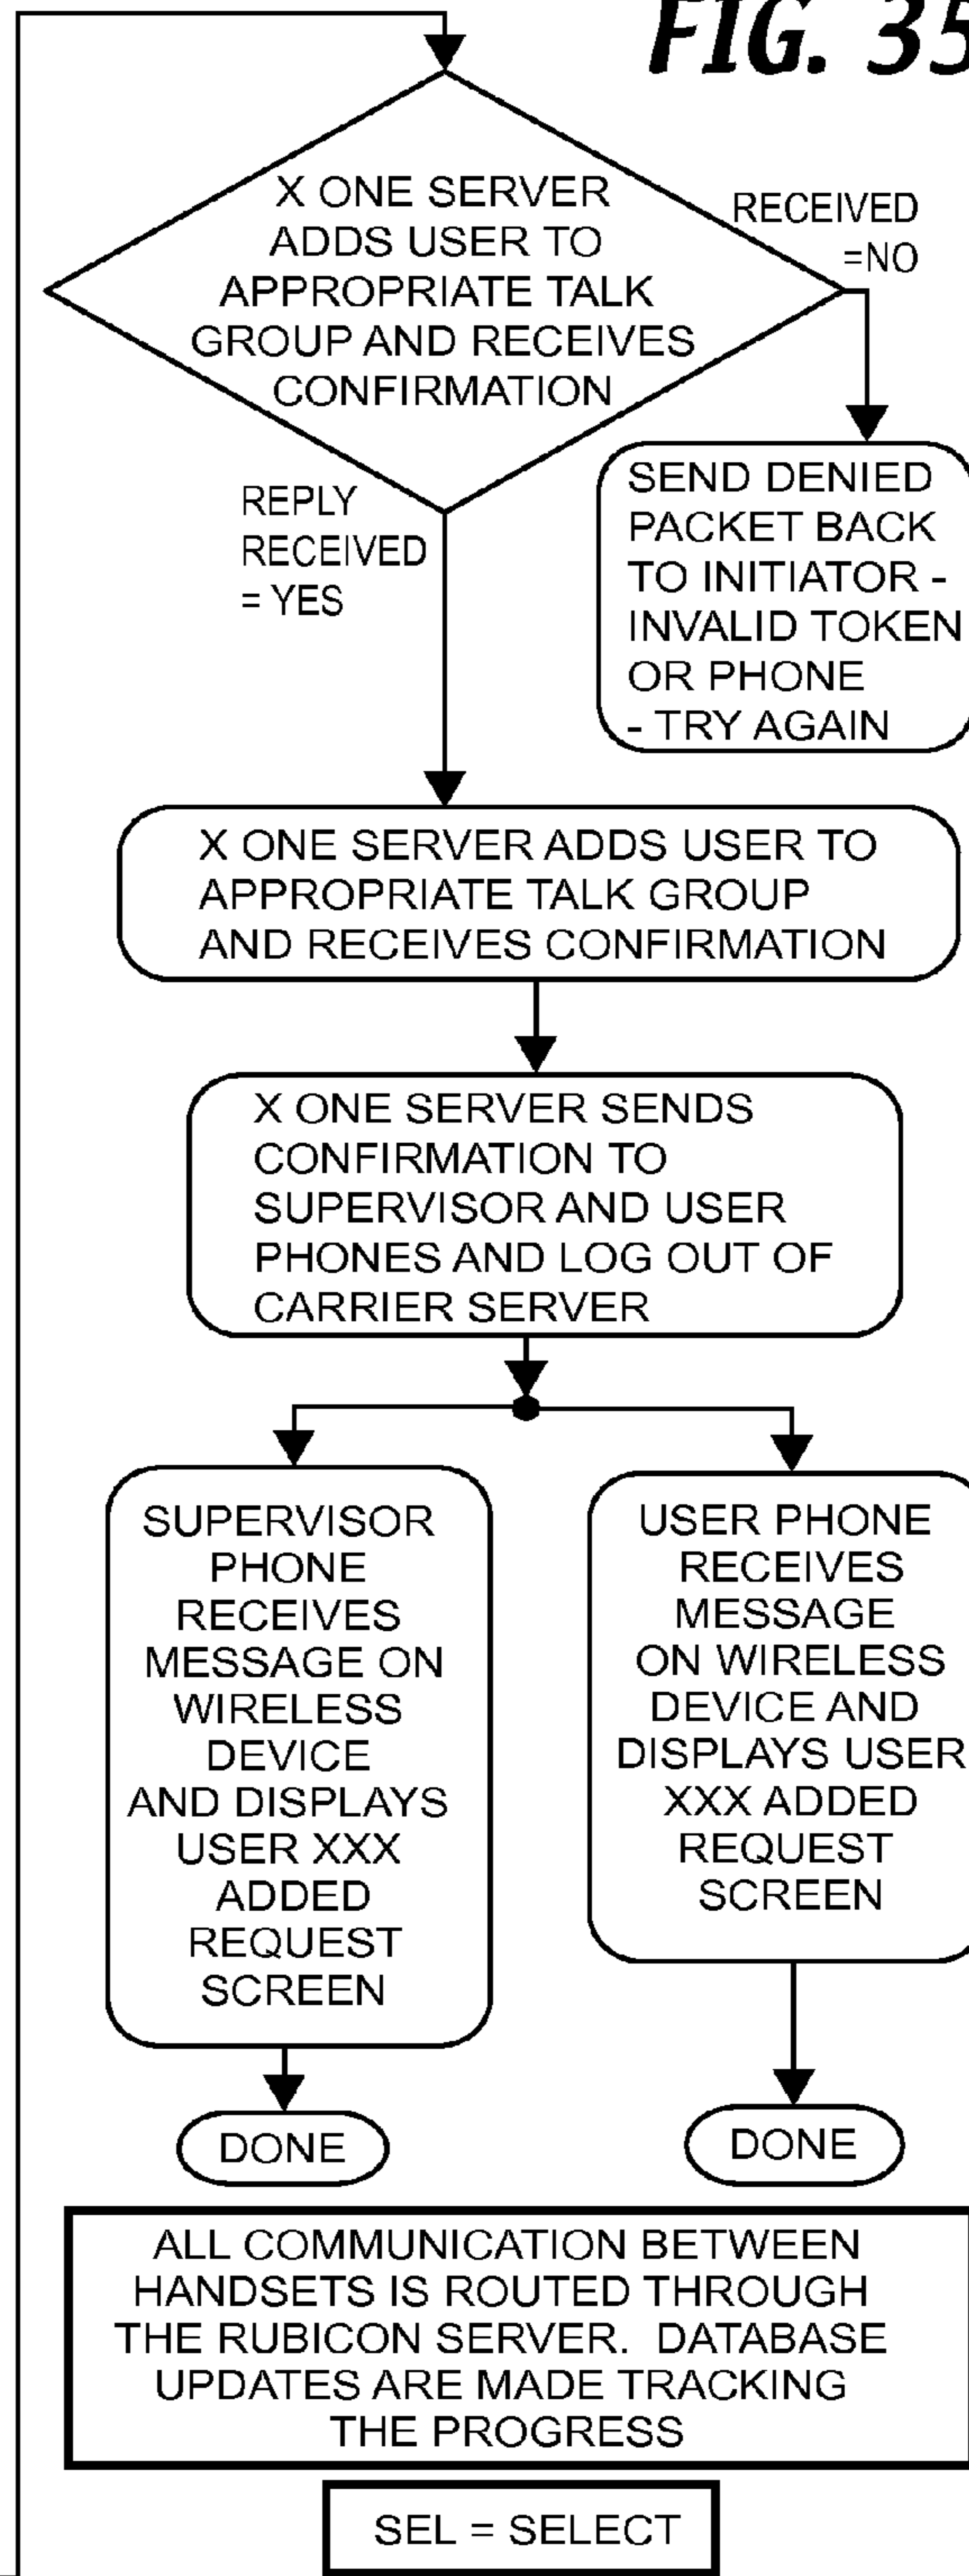 FIG. 35
X ONE SERVER
ADDS USER TO
APPROPRIATE TALK
GROUP AND RECEIVES
CONFIRMATION
RECEIVED
=NO
SEND DENIED
PACKET BACK
TO INITIATOR -
INVALID TOKEN
OR PHONE
- TRY AGAIN
REPLY
RECEIVED
= YES
X ONE SERVER ADDS USER TO
APPROPRIATE TALK GROUP
AND RECEIVES CONFIRMATION
X ONE SERVER SENDS
CONFIRMATION TO
SUPERVISOR AND USER
PHONES AND LOG OUT OF
CARRIER SERVER
SUPERVISOR
PHONE
RECEIVES
MESSAGE ON
WIRELESS
DEVICE
AND DISPLAYS
USER XXX
ADDED
REQUEST
SCREEN
DONE
USER PHONE
RECEIVES
MESSAGE
ON WIRELESS
DEVICE AND
DISPLAYS USER
XXX ADDED
REQUEST
SCREEN
DONE
ALL COMMUNICATION BETWEEN
HANDSETS IS ROUTED THROUGH
THE RUBICON SERVER.  DATABASE
UPDATES ARE MADE TRACKING
THE PROGRESS
SEL = SELECT